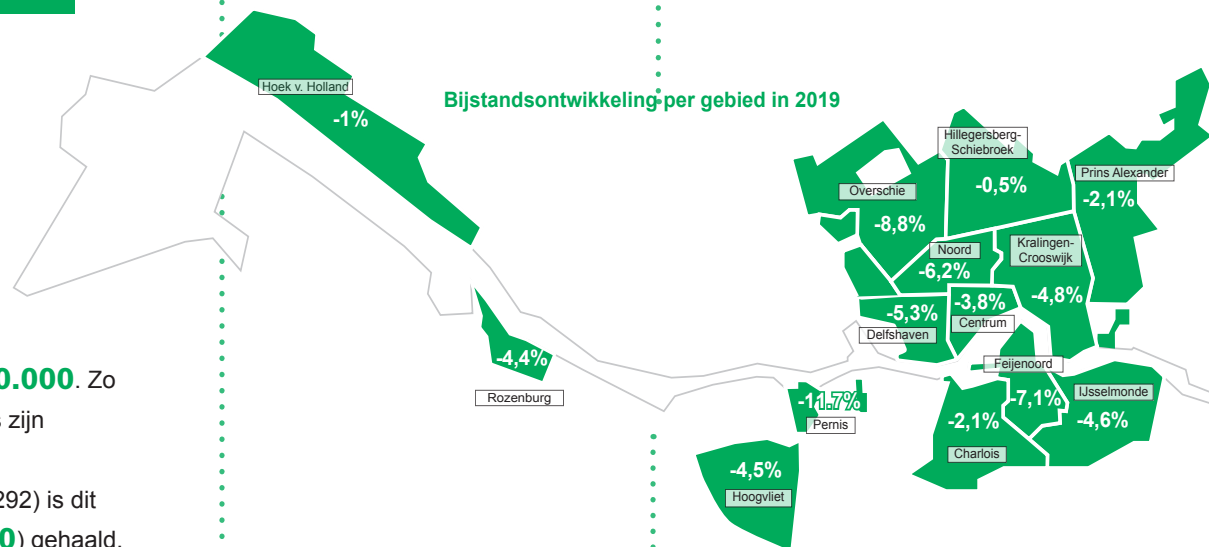 Bijstandsontwikkeling per gebied in 2019
Hoek v. Holland
-1%
Hillegersberg-
Schiebroek
-0,5%
Prins Alexander
-2,1%
Overschie
-8,8%
Noord
-6,2%
Kralingen-
Crooswijk
-4,8%
-3,8%
Centrum
-5,3%
Delfshaven
Feijenoord
-7,1%
IJsselmonde
-4,6%
-4,4%
Rozenburg
-11.7%
Pernis
-2,1%
Charlois
-4,5%
Hoogvliet
0.000. Zo
zijn
292) is dit
0) gehaald.